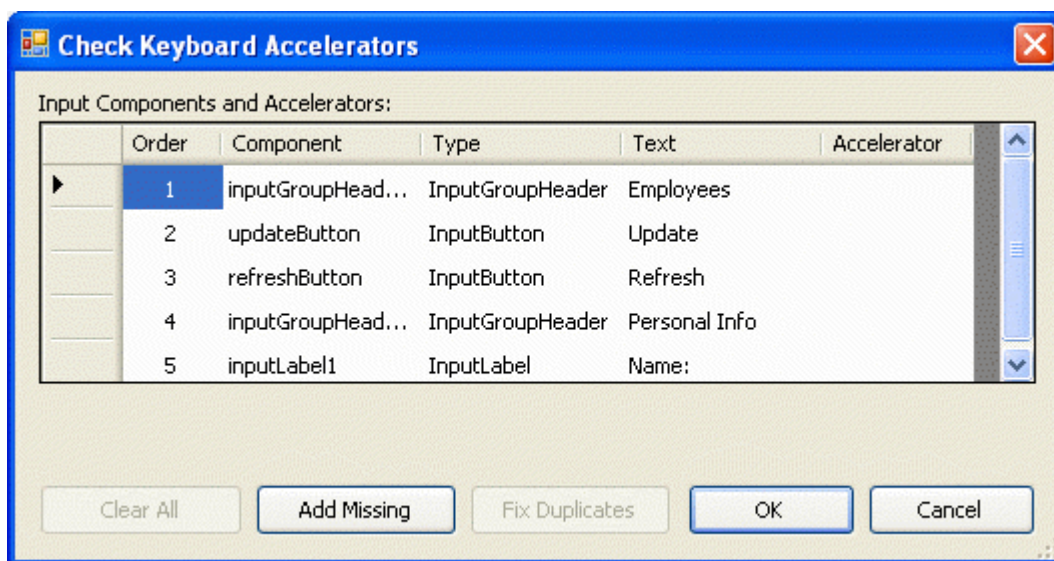 Check Keyboard Accelerators
Input Components and Accelerators:
Order Component Type Text Accelerator
1 inputGroupHead... InputGroupHeader Employees
2 updateButton InputButton Update
3 refreshButton InputButton Refresh
4 inputGroupHead... InputGroupHeader Personal Info
5 inputLabel1 InputLabel Name:
Clear All Add Missing Fix Duplicates OK Cancel